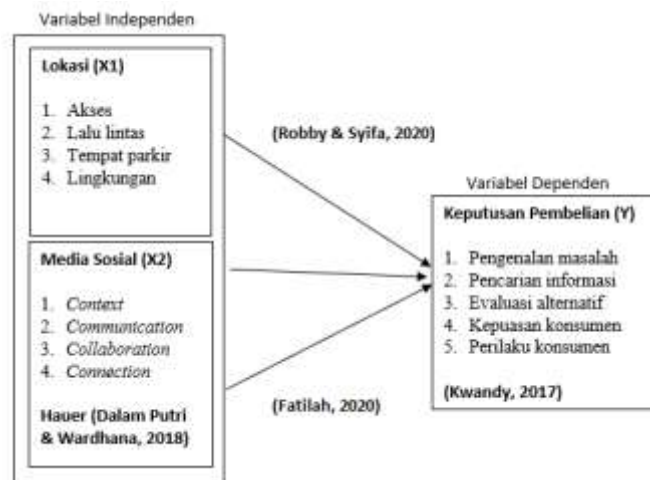 Variabel Independen
Lokasi (X1)
1. Akses
2. Lalu lintas
3. Tempat parkir
4. Lingkungan
(Robby & Syifa, 2020)
Media Sosial (X2)
1. Context
2. Communication
3. Collaboration
4. Connection
Hauer (Dalam Putri
& Wardhana, 2018)
(Fatilah, 2020)
Variabel Dependen
Keputusan Pembelian (Y)
1. Pengenalan masalah
2. Pencarian informasi
3. Evaluasi alternatif
4. Kepuasan konsumen
5. Perilaku konsumen
(Kwandy, 2017)